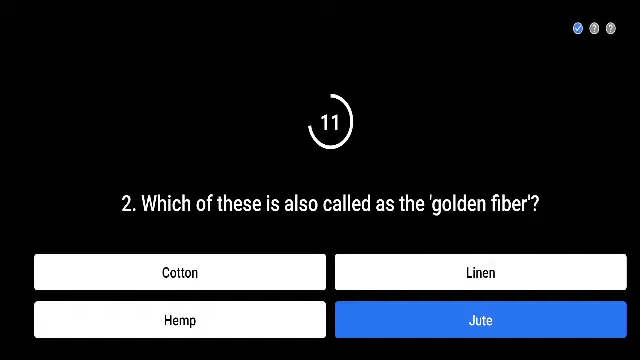 ? ?
11
2. Which of these is also called as the 'golden fiber'?
Cotton
Linen
Hemp
Jute